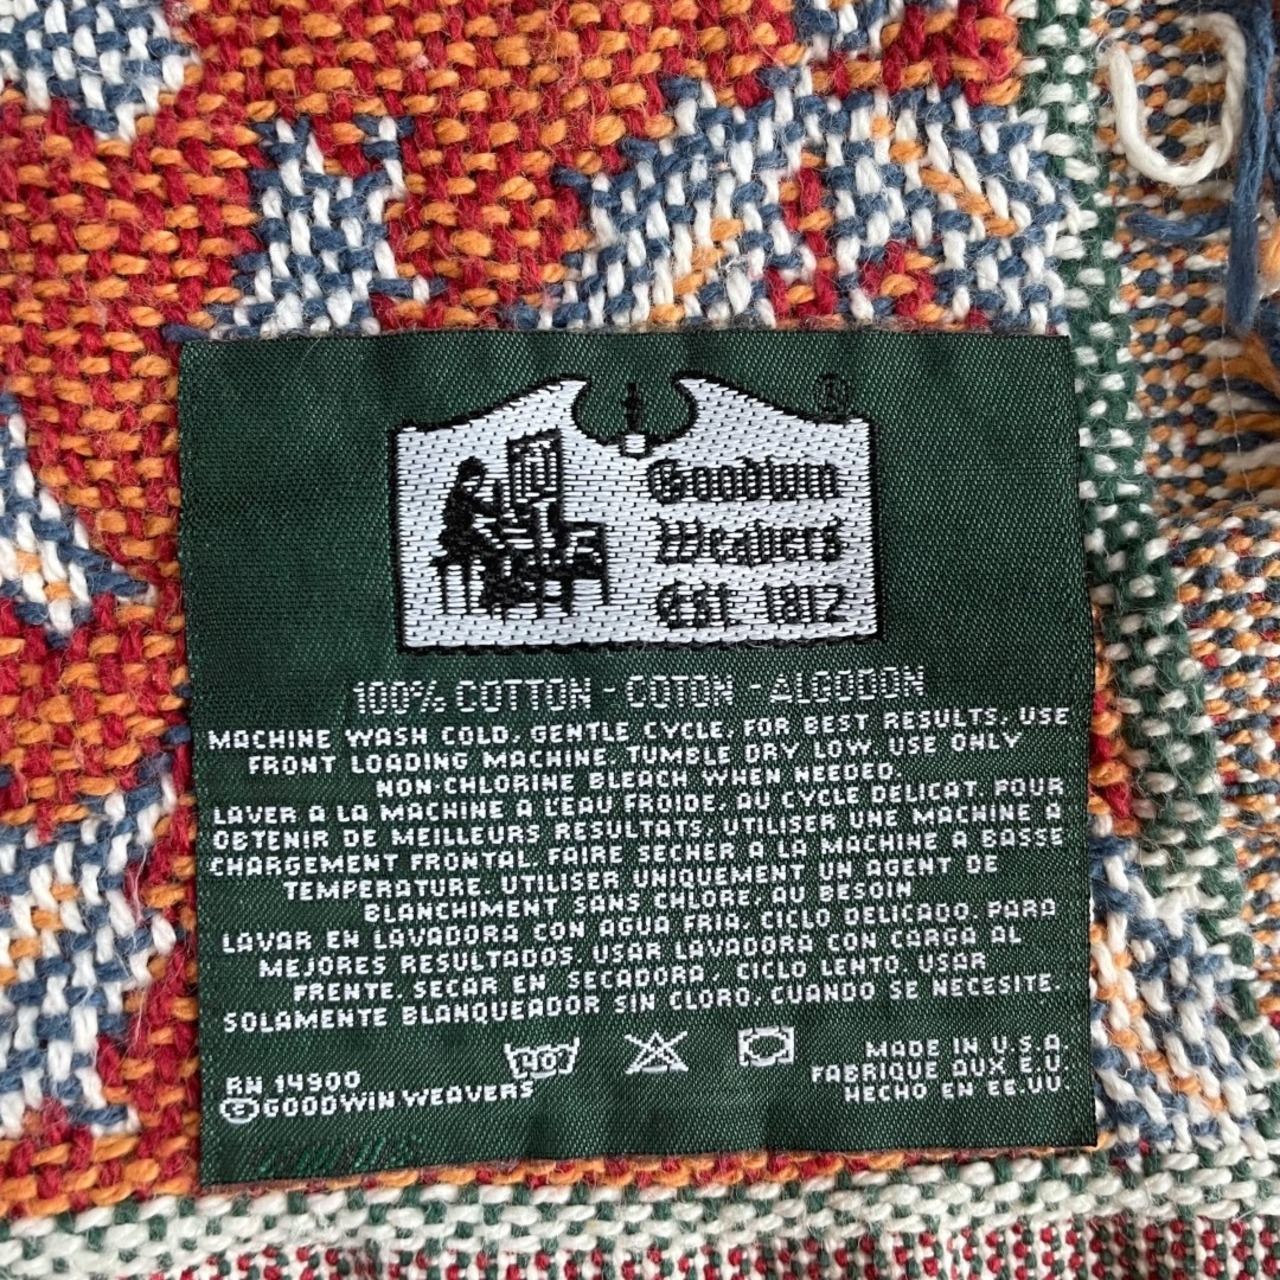 Goodwin
Weavers
Est. 1812
100% COTTON - COTON - ALGODON
MACHINE WASH COLD. GENTLE CYCLE. FOR BEST RESULTS, USE
FRONT LOADING MACHINE. TUMBLE DRY LOW. USE ONLY
NON-CHLORINE BLEACH WHEN NEEDED.
LAVER A LA MACHINE A L'EAU FROIDE, AU CYCLE DELICAT POUR
OBTENIR DE MEILLEURS RESULTATS, UTILISER UNE MACHINE A
CHARGEMENT FRONTAL. FAIRE SECHER A LA MACHINE A BASSE
TEMPERATURE. UTILISER UNIQUEMENT UN AGENT DE
BLANCHIMENT SANS CHLORE, AU BESOIN
LAVAR EN LAVADORA CON AGUA FRIA, CICLO DELICADO. PARA
MEJORES RESULTADOS, USAR LAVADORA CON CARGA AL
FRENTE. SECAR EN SECADORA, CICLO LENTO. USAR
SOLAMENTE BLANQUEADOR SIN CLORO, CUANDO SE NECESITE.
40
RN 14900
© GOODWIN WEAVERS
MADE IN U.S.A.
FABRIQUE AUX E.U.
HECHO EN EE.UU.